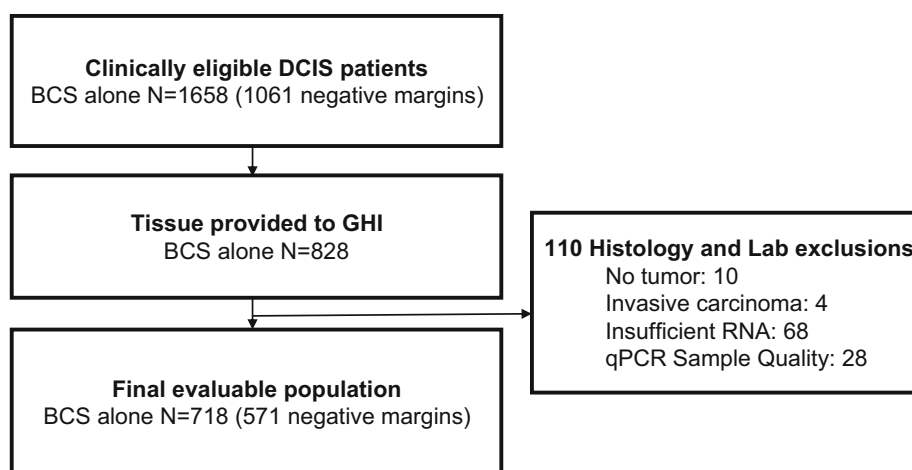 Clinically eligible DCIS patients
BCS alone N=1658 (1061 negative margins)
Tissue provided to GHI
BCS alone N=828
110 Histology and Lab exclusions
No tumor: 10
Invasive carcinoma: 4
Insufficient RNA: 68
qPCR Sample Quality: 28
Final evaluable population
BCS alone N=718 (571 negative margins)